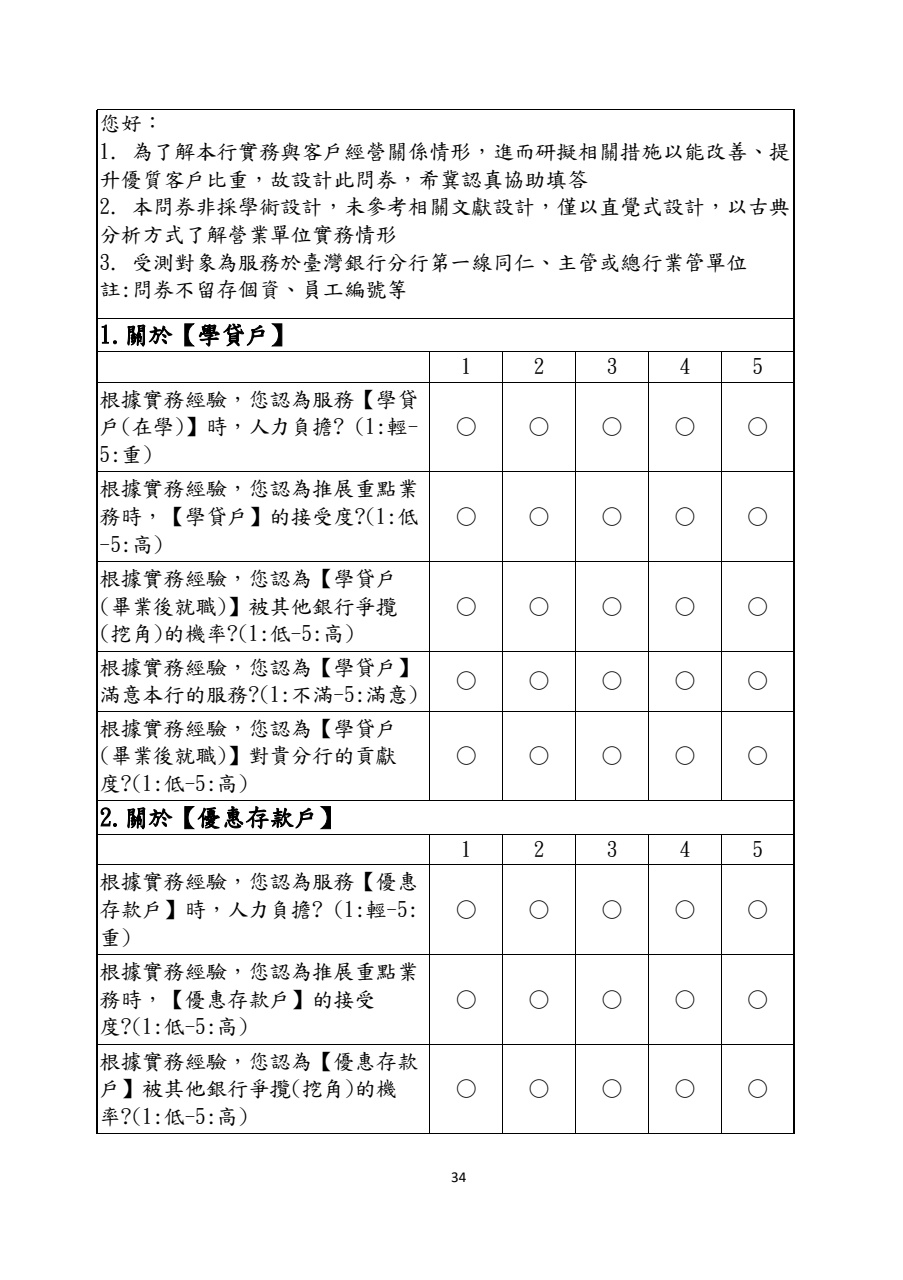 您好：
1. 為了解本行實務與客戶經營關係情形，進而研擬相關措施以能改善、提
升優質客戶比重，故設計此問券，希冀認真協助填答
2. 本問券非採學術設計，未參考相關文獻設計，僅以直覺式設計，以古典
分析方式了解營業單位實務情形
3. 受測對象為服務於臺灣銀行分行第一線同仁、主管或總行業管單位
註:問券不留存個資、員工編號等
1.關於【學貸戶】
1 2 3 4 5
根據實務經驗，您認為服務【學貸
戶(在學)】時，人力負擔? (1:輕-
5:重)
○ ○ ○ ○ ○
根據實務經驗，您認為推展重點業
務時，【學貸戶】的接受度?(1:低
-5:高)
○ ○ ○ ○ ○
根據實務經驗，您認為【學貸戶
(畢業後就職)】被其他銀行爭攬
(挖角)的機率?(1:低-5:高)
○ ○ ○ ○ ○
根據實務經驗，您認為【學貸戶】
滿意本行的服務?(1:不滿-5:滿意)
○ ○ ○ ○ ○
根據實務經驗，您認為【學貸戶
(畢業後就職)】對貴分行的貢獻
度?(1:低-5:高)
○ ○ ○ ○ ○
2.關於【優惠存款戶】
1 2 3 4 5
根據實務經驗，您認為服務【優惠
存款戶】時，人力負擔? (1:輕-5:
重)
○ ○ ○ ○ ○
根據實務經驗，您認為推展重點業
務時，【優惠存款戶】的接受
度?(1:低-5:高)
○ ○ ○ ○ ○
根據實務經驗，您認為【優惠存款
戶】被其他銀行爭攬(挖角)的機
率?(1:低-5:高)
○ ○ ○ ○ ○
34